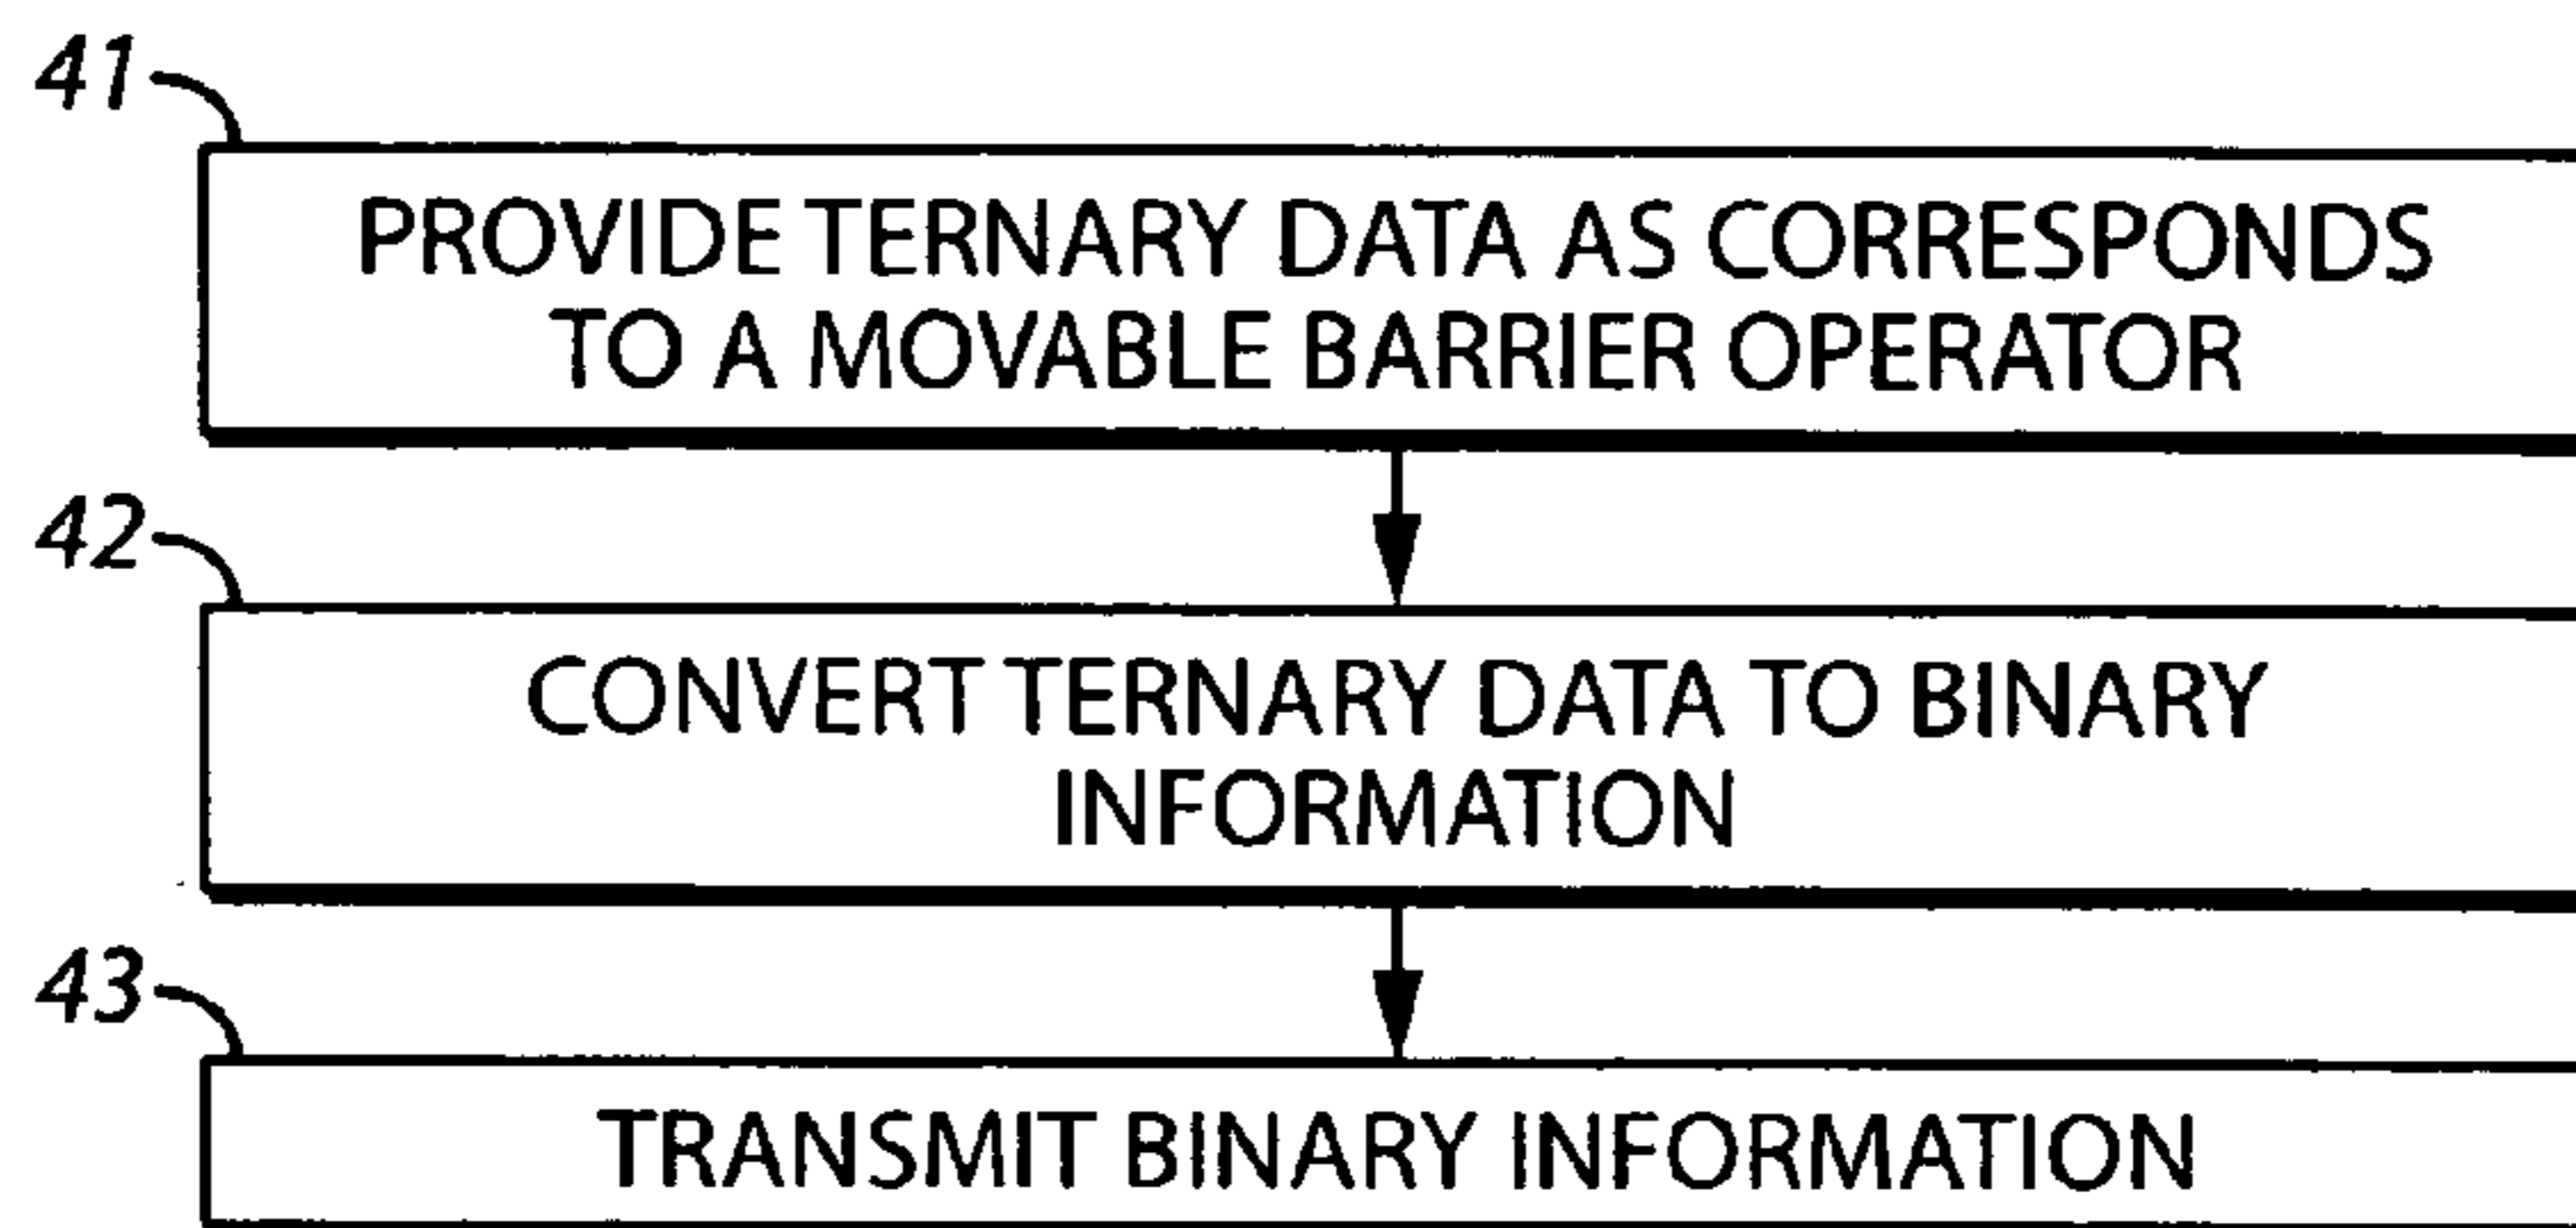 41
PROVIDE TERNARY DATA AS CORRESPONDS
TO A MOVABLE BARRIER OPERATOR
42
CONVERT TERNARY DATA TO BINARY
INFORMATION
43
TRANSMIT BINARY INFORMATION